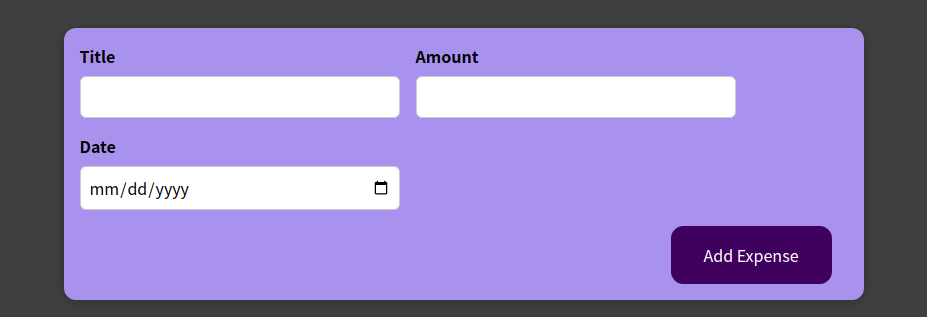 Title
Amount
Date
mm/dd/yyyy
Add Expense